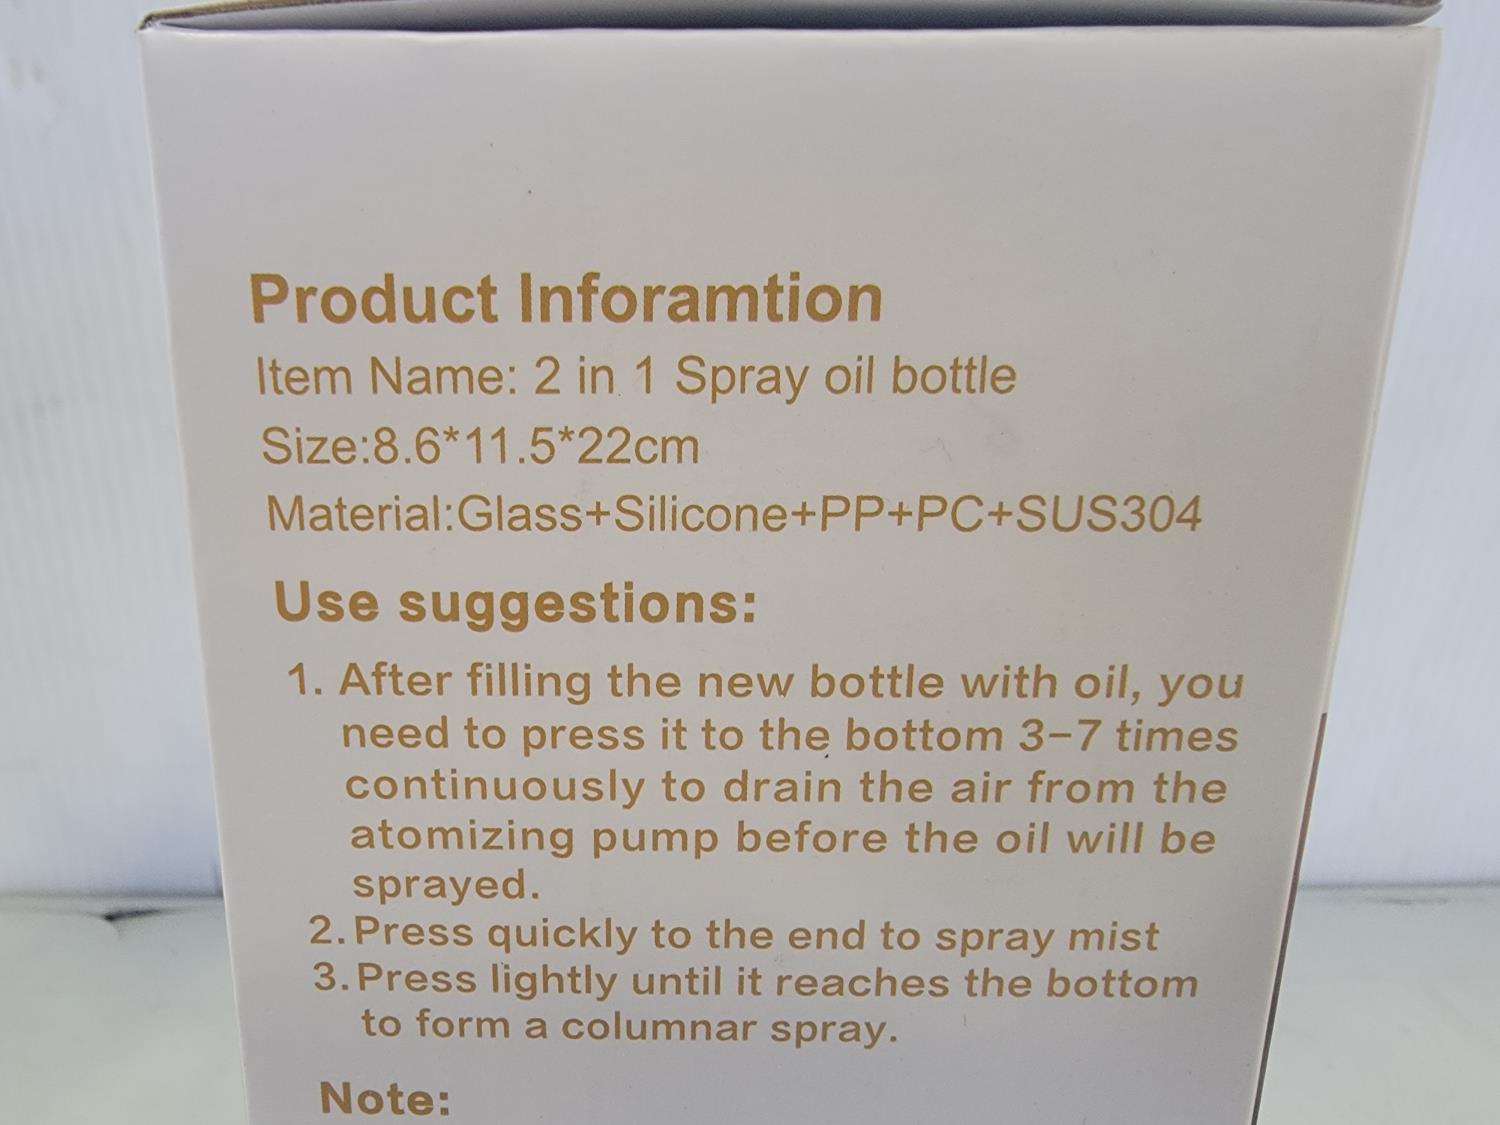 Product Inforamtion
Item Name: 2 in 1 Spray oil bottle
Size:8.6*11.5*22cm
Material:Glass+Silicone+PP+PC+SUS304
Use suggestions:
1. After filling the new bottle with oil, you
need to press it to the bottom 3-7 times
continuously to drain the air from the
atomizing pump before the oil will be
sprayed.
2. Press quickly to the end to spray mist
3. Press lightly until it reaches the bottom
to form a columnar spray.
Note: